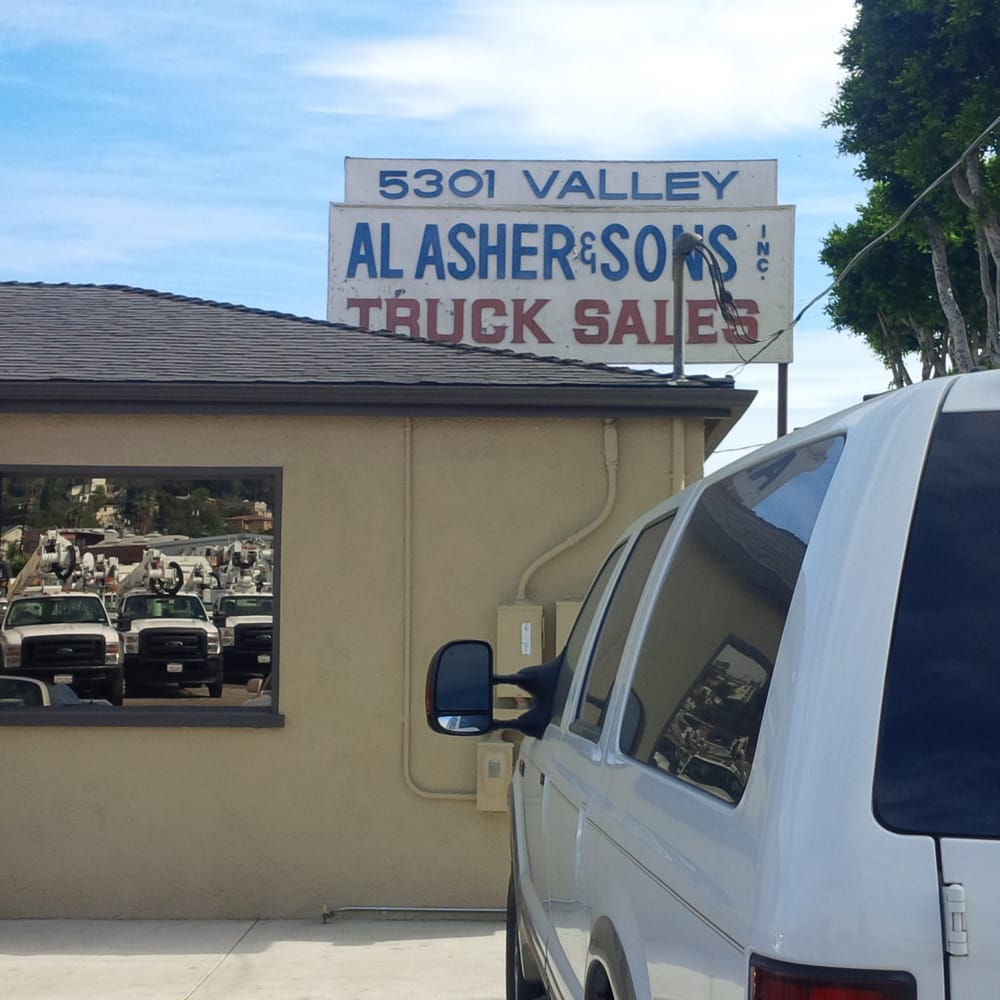 5301 VALLEY
AL ASHER & SONS INC.
TRUCK SALES